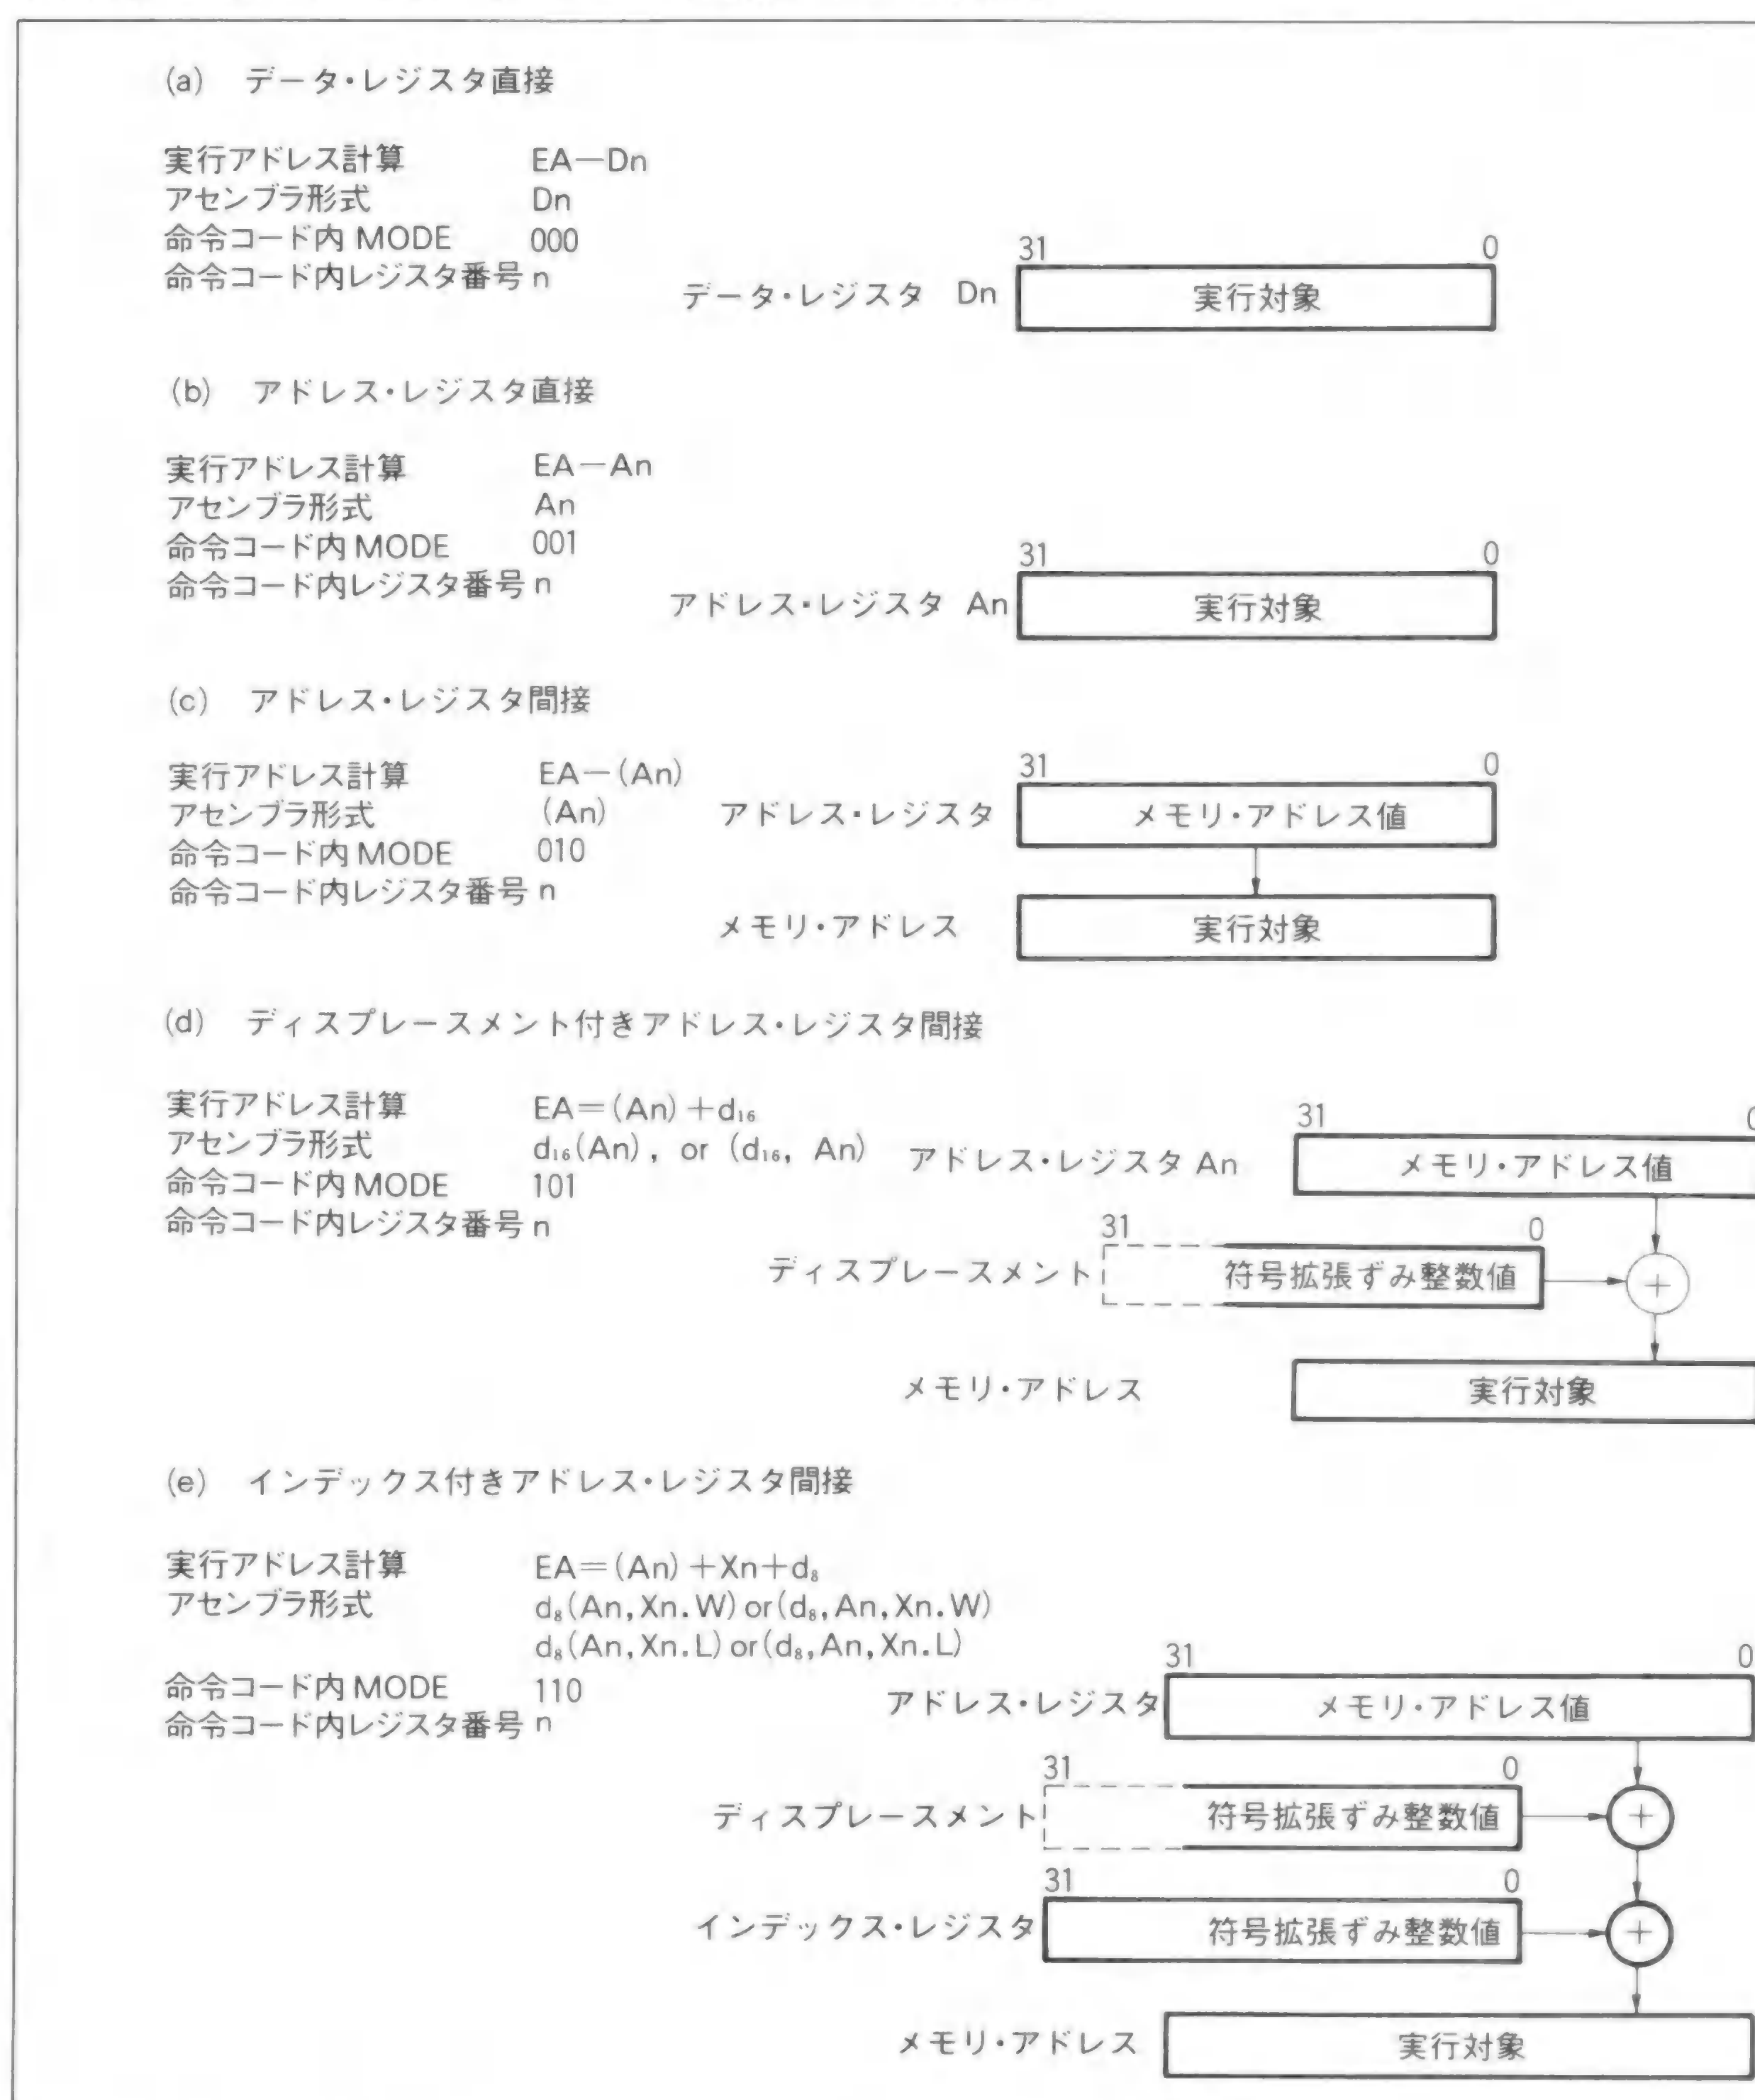 (a) データ・レジスタ直接
実行アドレス計算 EA—Dn
アセンブラ形式 Dn
命令コード内 MODE 000
命令コード内レジスタ番号 n
31 0
データ・レジスタ Dn 実行対象
(b) アドレス・レジスタ直接
実行アドレス計算 EA—An
アセンブラ形式 An
命令コード内 MODE 001
命令コード内レジスタ番号 n
31 0
アドレス・レジスタ An 実行対象
(c) アドレス・レジスタ間接
実行アドレス計算 EA—(An)
アセンブラ形式 (An)
命令コード内 MODE 010
命令コード内レジスタ番号 n
31 0
アドレス・レジスタ メモリ・アドレス値
メモリ・アドレス 実行対象
(d) ディスプレースメント付きアドレス・レジスタ間接
実行アドレス計算 EA=(An)+d₁₆
アセンブラ形式 d₁₆(An), or (d₁₆, An)
命令コード内 MODE 101
命令コード内レジスタ番号 n
31 0
アドレス・レジスタ An メモリ・アドレス値
31 0
ディスプレースメント 符号拡張ずみ整数値 +
メモリ・アドレス 実行対象
(e) インデックス付きアドレス・レジスタ間接
実行アドレス計算 EA=(An)+Xn+d₈
アセンブラ形式 d₈(An, Xn.W) or (d₈, An, Xn.W)
d₈(An, Xn.L) or (d₈, An, Xn.L)
命令コード内 MODE 110
命令コード内レジスタ番号 n
31 0
アドレス・レジスタ メモリ・アドレス値
31 0
ディスプレースメント 符号拡張ずみ整数値 +
31 0
インデックス・レジスタ 符号拡張ずみ整数値 +
メモリ・アドレス 実行対象